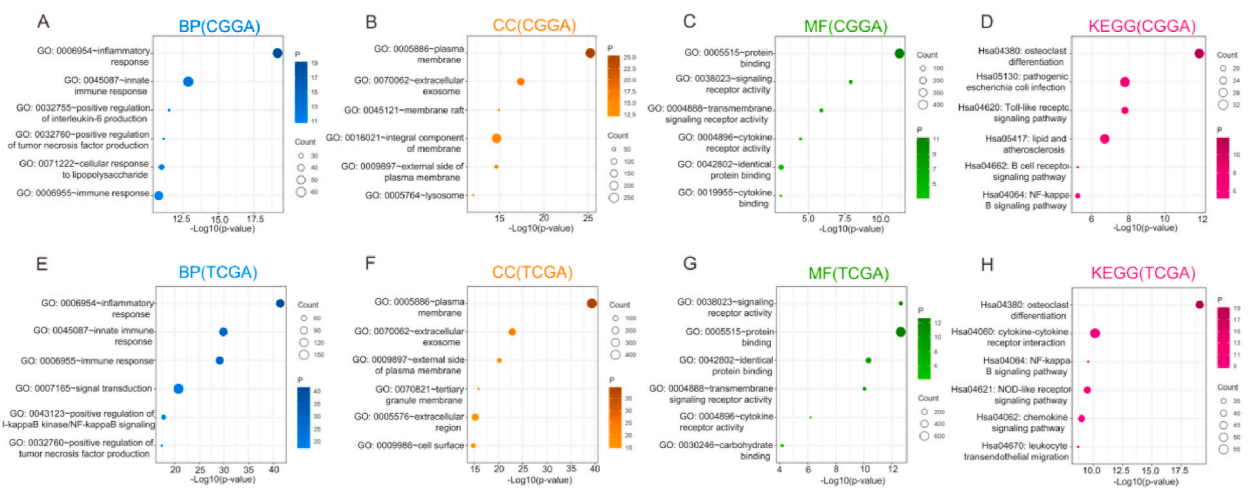 A
BP(CGGA)
GO: 0006954~inflammatory
response
GO: 0045087~innate
immune response
GO: 0032755~positive regulation
of interleukin-6 production
GO: 0032760~positive regulation
of tumor necrosis factor production
GO: 0071222~cellular response
to lipopolysaccharide
GO: 0006955~immune response
12.5
15.0
17.5
-Log10(p-value)
P
19
17
15
13
11
Count
30
40
50
60
B
CC(CGGA)
GO: 0005886~plasma
membrane
GO: 0070062~extracellular
exosome
GO: 0045121~membrane raft
GO: 0016021~integral component
of membrane
GO: 0009897~external side of
plasma membrane
GO: 0005764~lysosome
15
20
25
-Log10(p-value)
P
25.0
22.5
20.0
17.5
15.0
12.5
Count
50
100
150
200
250
C
MF(CGGA)
GO: 0005515~protein
binding
GO: 0038023~signaling
receptor activity
GO: 0004888~transmembrane
signaling receptor activity
GO: 0004896~cytokine
receptor activity
GO: 0042802~identical
protein binding
GO: 0019955~cytokine
binding
5.0
7.5
10.0
-Log10(p-value)
Count
100
200
300
400
P
11
9
7
5
D
KEGG(CGGA)
Hsa04380: osteoclast
differentiation
Hsa05130: pathogenic
escherichia coli infection
Hsa04620: Toll-like receptc
signaling pathway
Hsa05417: lipid and
atherosclerosis
Hsa04662: B cell receptor
signaling pathway
Hsa04064: NF-kappa
B signaling pathway
6
8
10
12
-Log10(p-value)
Count
20
24
28
32
P
10
8
6
E
BP(TCGA)
GO: 0006954~inflammatory
response
GO: 0045087~innate immune
response
GO: 0006955~immune response
GO: 0007165~signal transduction
GO: 0043123~positive regulation of
I-kappaB kinase/NF-kappaB signaling
GO: 0032760~positive regulation of
tumor necrosis factor production
20
25
30
35
40
-Log10(p-value)
Count
60
90
120
150
P
40
35
30
25
20
F
CC(TCGA)
GO: 0005886~plasma
membrane
GO: 0070062~extracellular
exosome
GO: 0009897~external side
of plasma membrane
GO: 0070821~tertiary
granule membrane
GO: 0005576~extracellular
region
GO: 0009986~cell surface
15
20
25
30
35
40
-Log10(p-value)
Count
100
200
300
400
P
35
30
25
20
15
G
MF(TCGA)
GO: 0038023~signaling
receptor activity
GO: 0005515~protein
binding
GO: 0042802~identical
protein binding
GO: 0004888~transmembrane
signaling receptor activity
GO: 0004896~cytokine
receptor activity
GO: 0030246~carbohydrate
binding
4
6
8
10
12
-Log10(p-value)
P
12
10
8
6
Count
200
400
600
H
KEGG(TCGA)
Hsa04380: osteoclast
differentiation
Hsa04060: cytokine-cytokine
receptor interaction
Hsa04064: NF-kappa
B signaling pathway
Hsa04621: NOD-like receptor
signaling pathway
Hsa04062: chemokine
signaling pathway
Hsa04670: leukocyte
transendothelial migration
10.0
12.5
15.0
17.5
-Log10(p-value)
P
19
17
15
13
11
9
Count
35
40
45
50
55